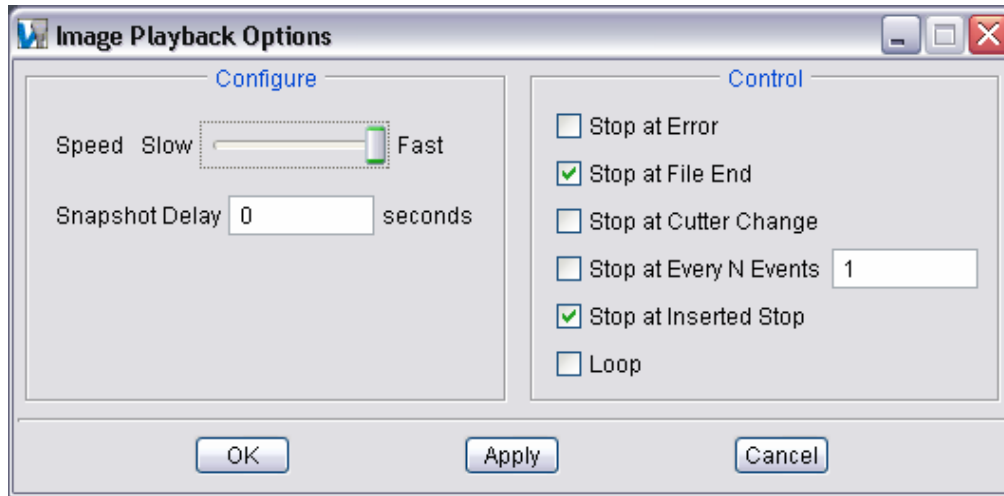 Image Playback Options
Configure
Speed Slow Fast
Snapshot Delay 0 seconds
Control
Stop at Error
Stop at File End
Stop at Cutter Change
Stop at Every N Events 1
Stop at Inserted Stop
Loop
OK Apply Cancel